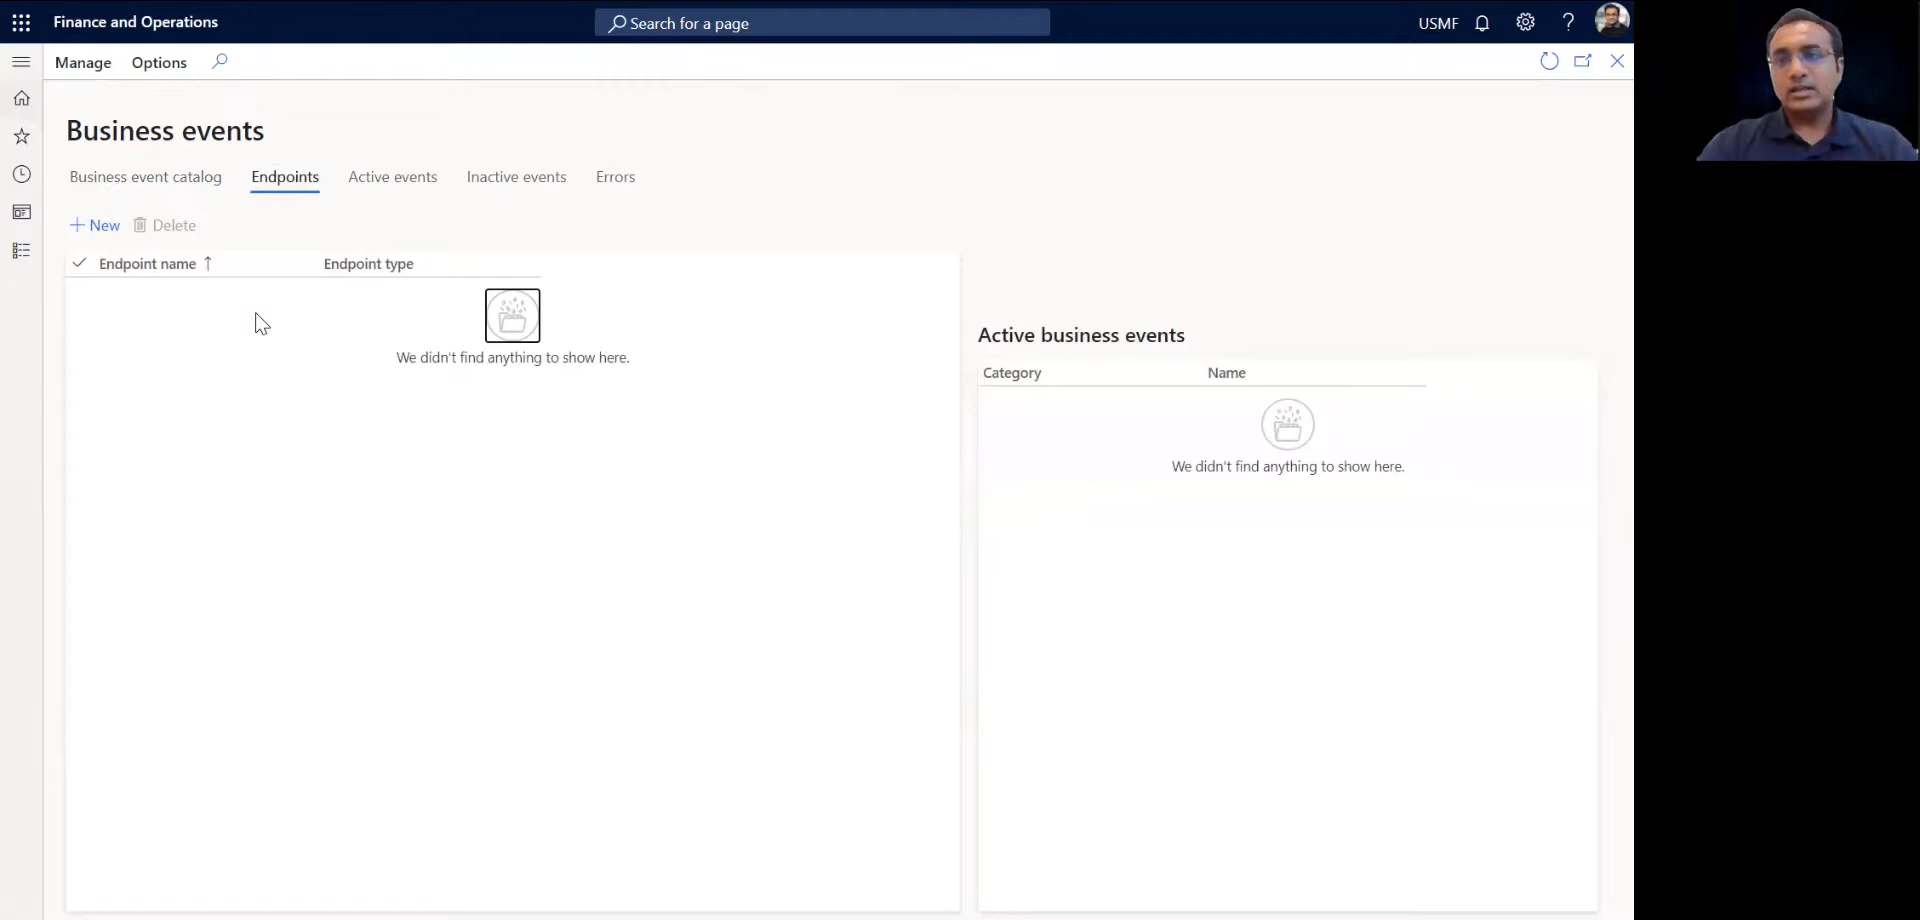 Finance and Operations
Search for a page
USMF
?
Manage Options
Business events
Business event catalog Endpoints Active events Inactive events Errors
+ New Delete
Endpoint name ↑ Endpoint type
We didn't find anything to show here.
Active business events
Category Name
We didn't find anything to show here.